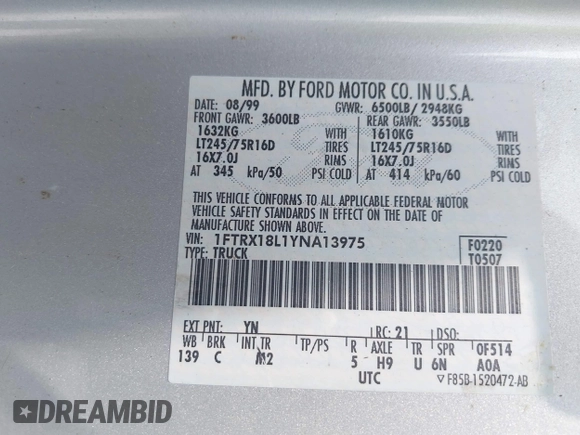 MFD. BY FORD MOTOR CO. IN U.S.A.
DATE: 08/99 GVWR: 6500LB/ 2948KG
FRONT GAWR: 3600LB REAR GAWR: 3550LB
1632KG WITH 1610KG WITH
LT245/75R16D TIRES LT245/75R16D TIRES
16X7.0J RIMS 16X7.0J RIMS
AT 345 kPa/50 PSI COLD AT 414 kPa/60 PSI COLD
THIS VEHICLE CONFORMS TO ALL APPLICABLE FEDERAL MOTOR
VEHICLE SAFETY STANDARDS IN EFFECT ON THE DATE OF
MANUFACTURE SHOWN ABOVE.
VIN: 1FTRX18L1YNA13975 F0220
TYPE: TRUCK T0507
EXT PNT: YN RC: 21 DSO:
WB BRK INT TR TP/PS R AXLE TR SPR 0F514
139 C M2 5 H9 U 6N A0A
UTC F85B-1520472-AB
DREAMBID